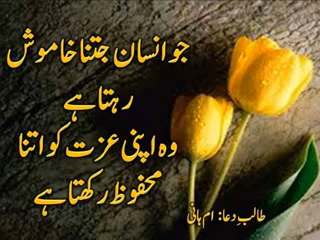 جو انسان جتنا خاموش
رہتا ہے
وہ اپنی عزت کو اتنا
محفوظ رکھتا ہے
طالبِ دعا: ام ہانی